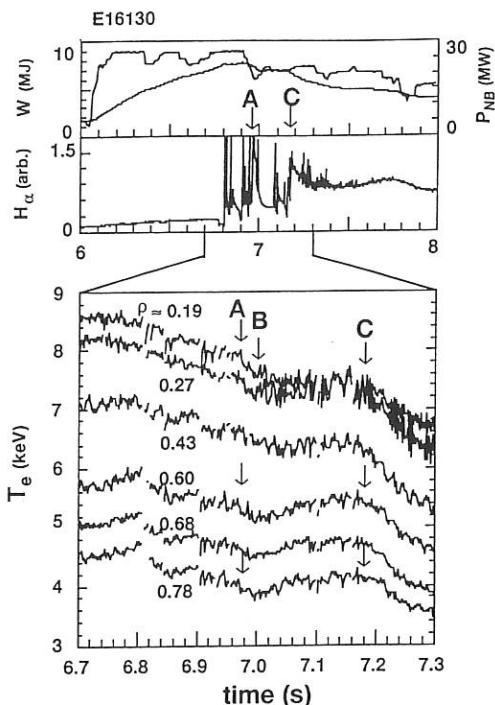 E16130
10
W (MJ)
0
30
P_NB (MW)
0
A C
1.5
Hα (arb.)
0
6 7 8
9
8
7
6
5
4
3
T_e (keV)
ρ ≃ 0.19
0.27
0.43
0.60
0.68
0.78
A
B
C
6.7 6.8 6.9 7.0 7.1 7.2 7.3
time (s)